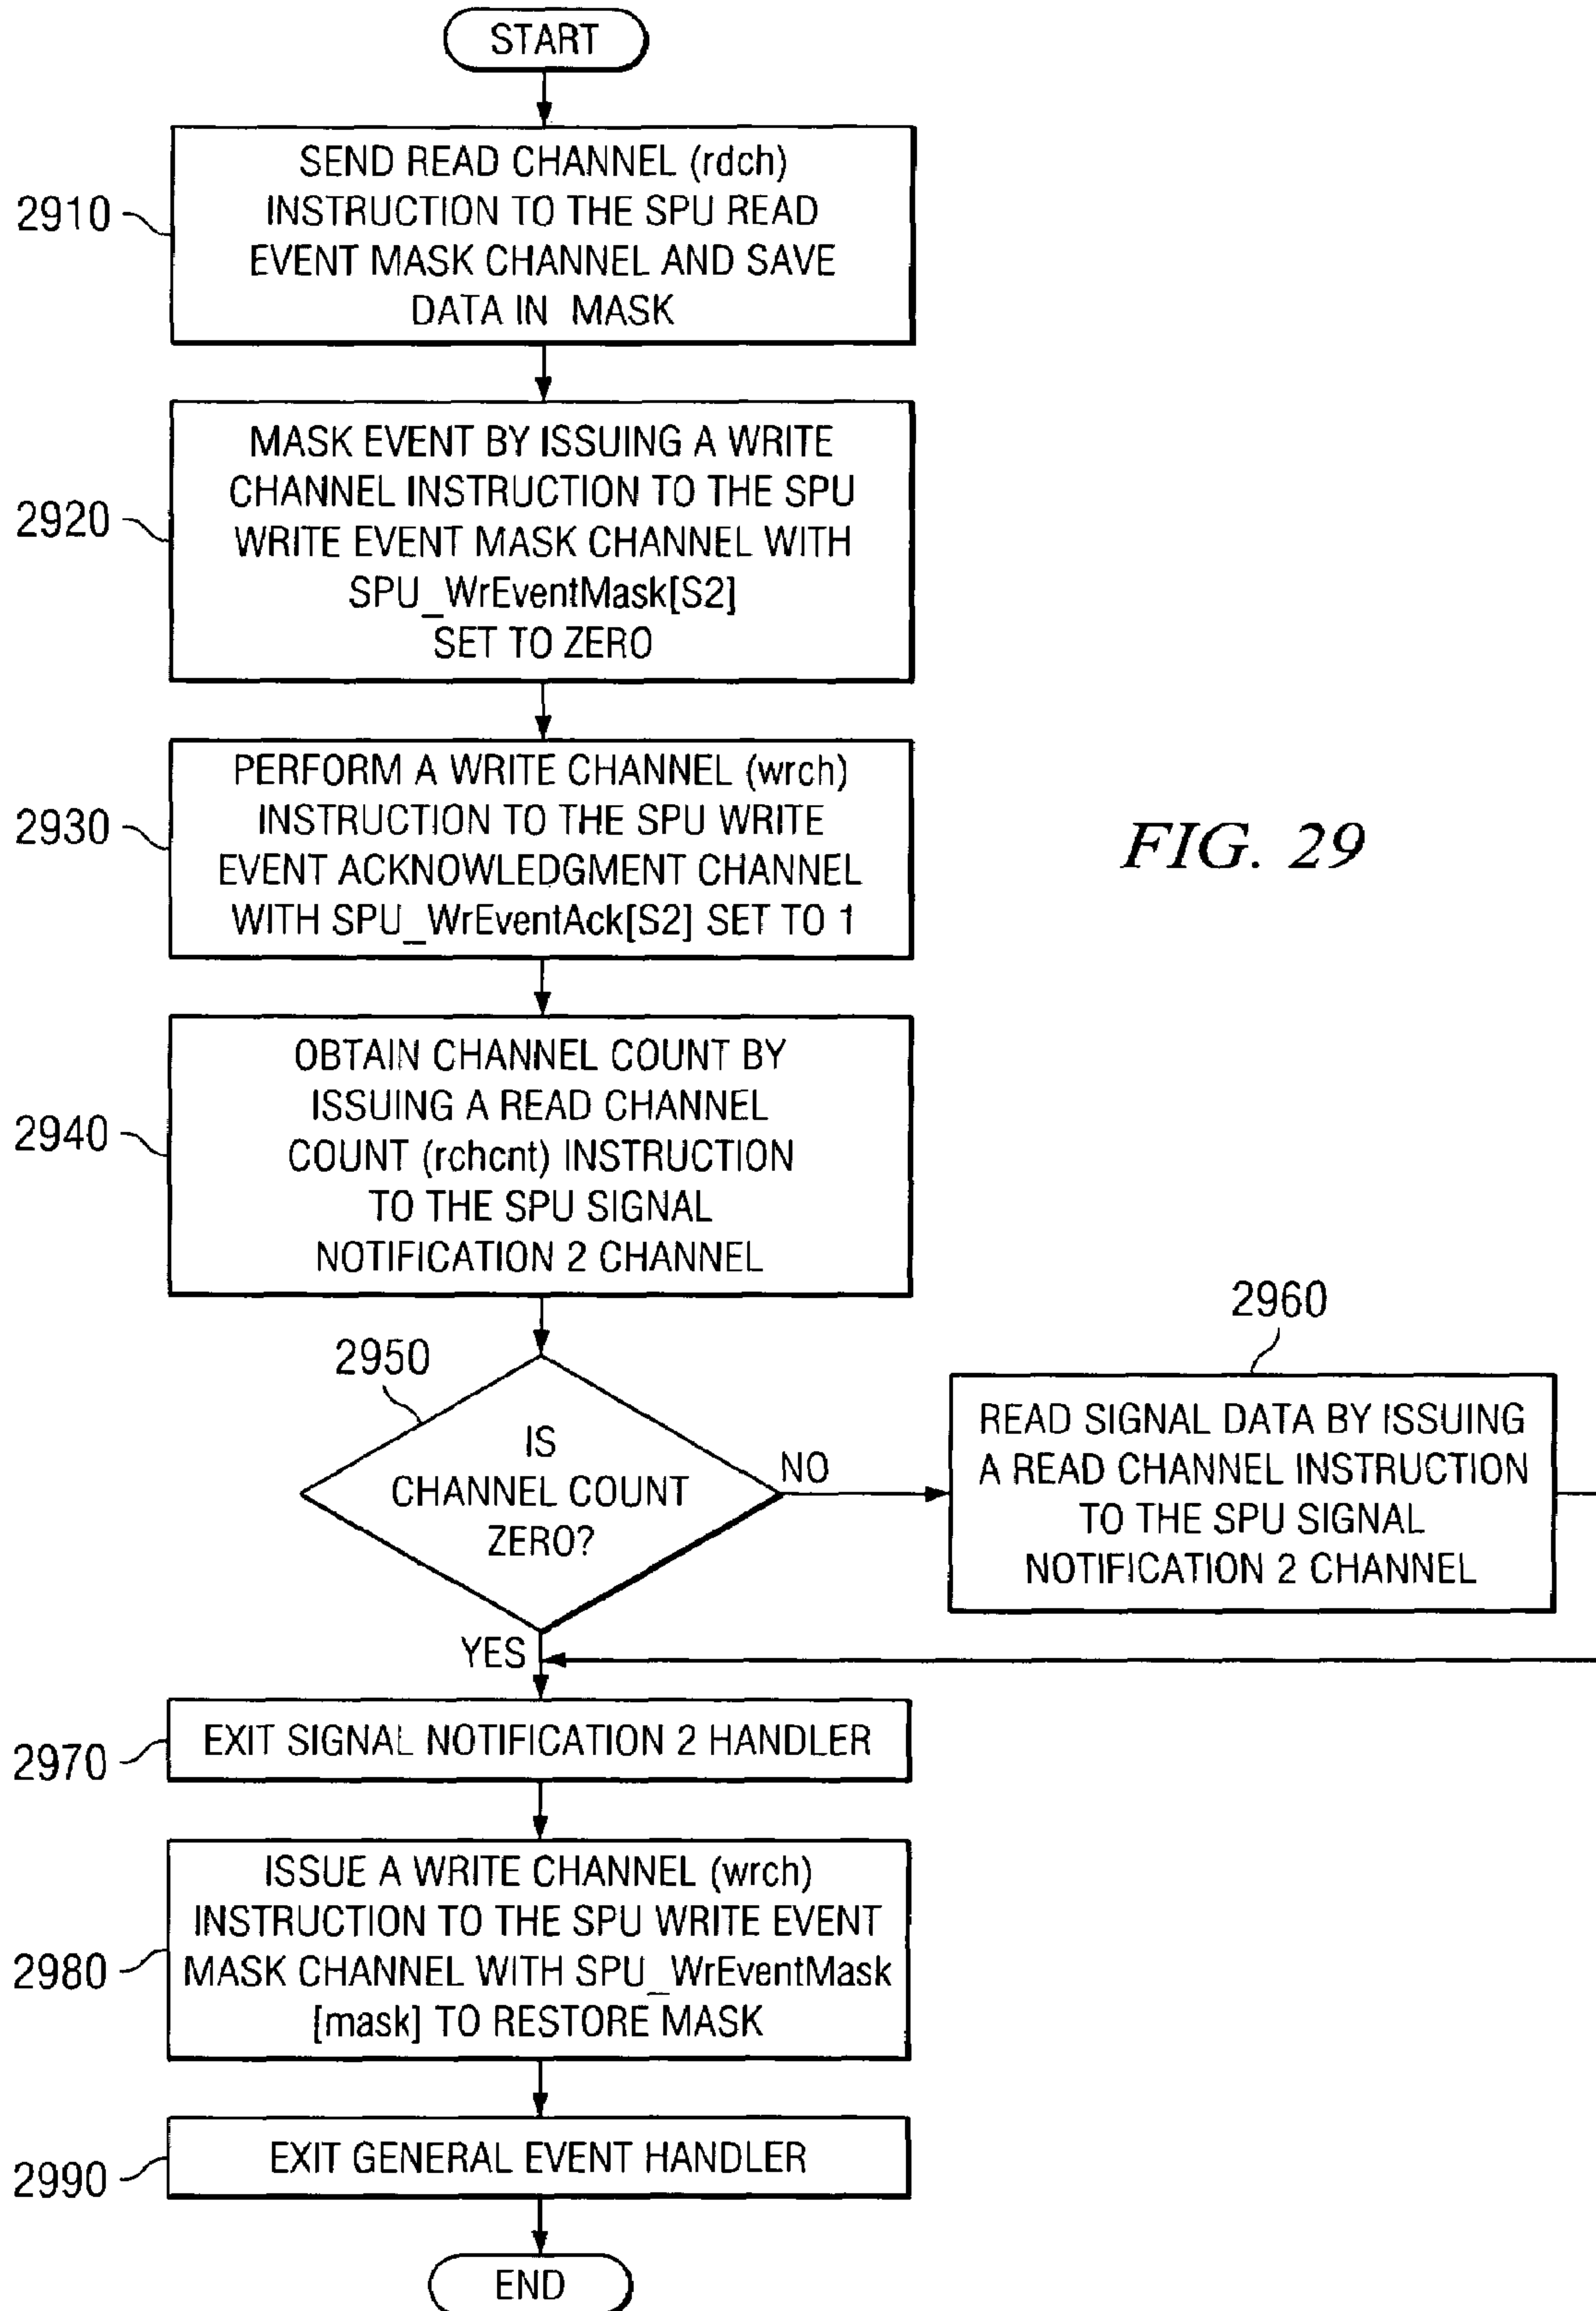 START
2910
SEND READ CHANNEL (rdch)
INSTRUCTION TO THE SPU READ
EVENT MASK CHANNEL AND SAVE
DATA IN MASK
2920
MASK EVENT BY ISSUING A WRITE
CHANNEL INSTRUCTION TO THE SPU
WRITE EVENT MASK CHANNEL WITH
SPU_WrEventMask[S2]
SET TO ZERO
2930
PERFORM A WRITE CHANNEL (wrch)
INSTRUCTION TO THE SPU WRITE
EVENT ACKNOWLEDGMENT CHANNEL
WITH SPU_WrEventAck[S2] SET TO 1
FIG. 29
2940
OBTAIN CHANNEL COUNT BY
ISSUING A READ CHANNEL
COUNT (rchcnt) INSTRUCTION
TO THE SPU SIGNAL
NOTIFICATION 2 CHANNEL
2950
IS
CHANNEL COUNT
ZERO?
NO
2960
READ SIGNAL DATA BY ISSUING
A READ CHANNEL INSTRUCTION
TO THE SPU SIGNAL
NOTIFICATION 2 CHANNEL
YES
2970
EXIT SIGNAL NOTIFICATION 2 HANDLER
2980
ISSUE A WRITE CHANNEL (wrch)
INSTRUCTION TO THE SPU WRITE EVENT
MASK CHANNEL WITH SPU_WrEventMask
[mask] TO RESTORE MASK
2990
EXIT GENERAL EVENT HANDLER
END